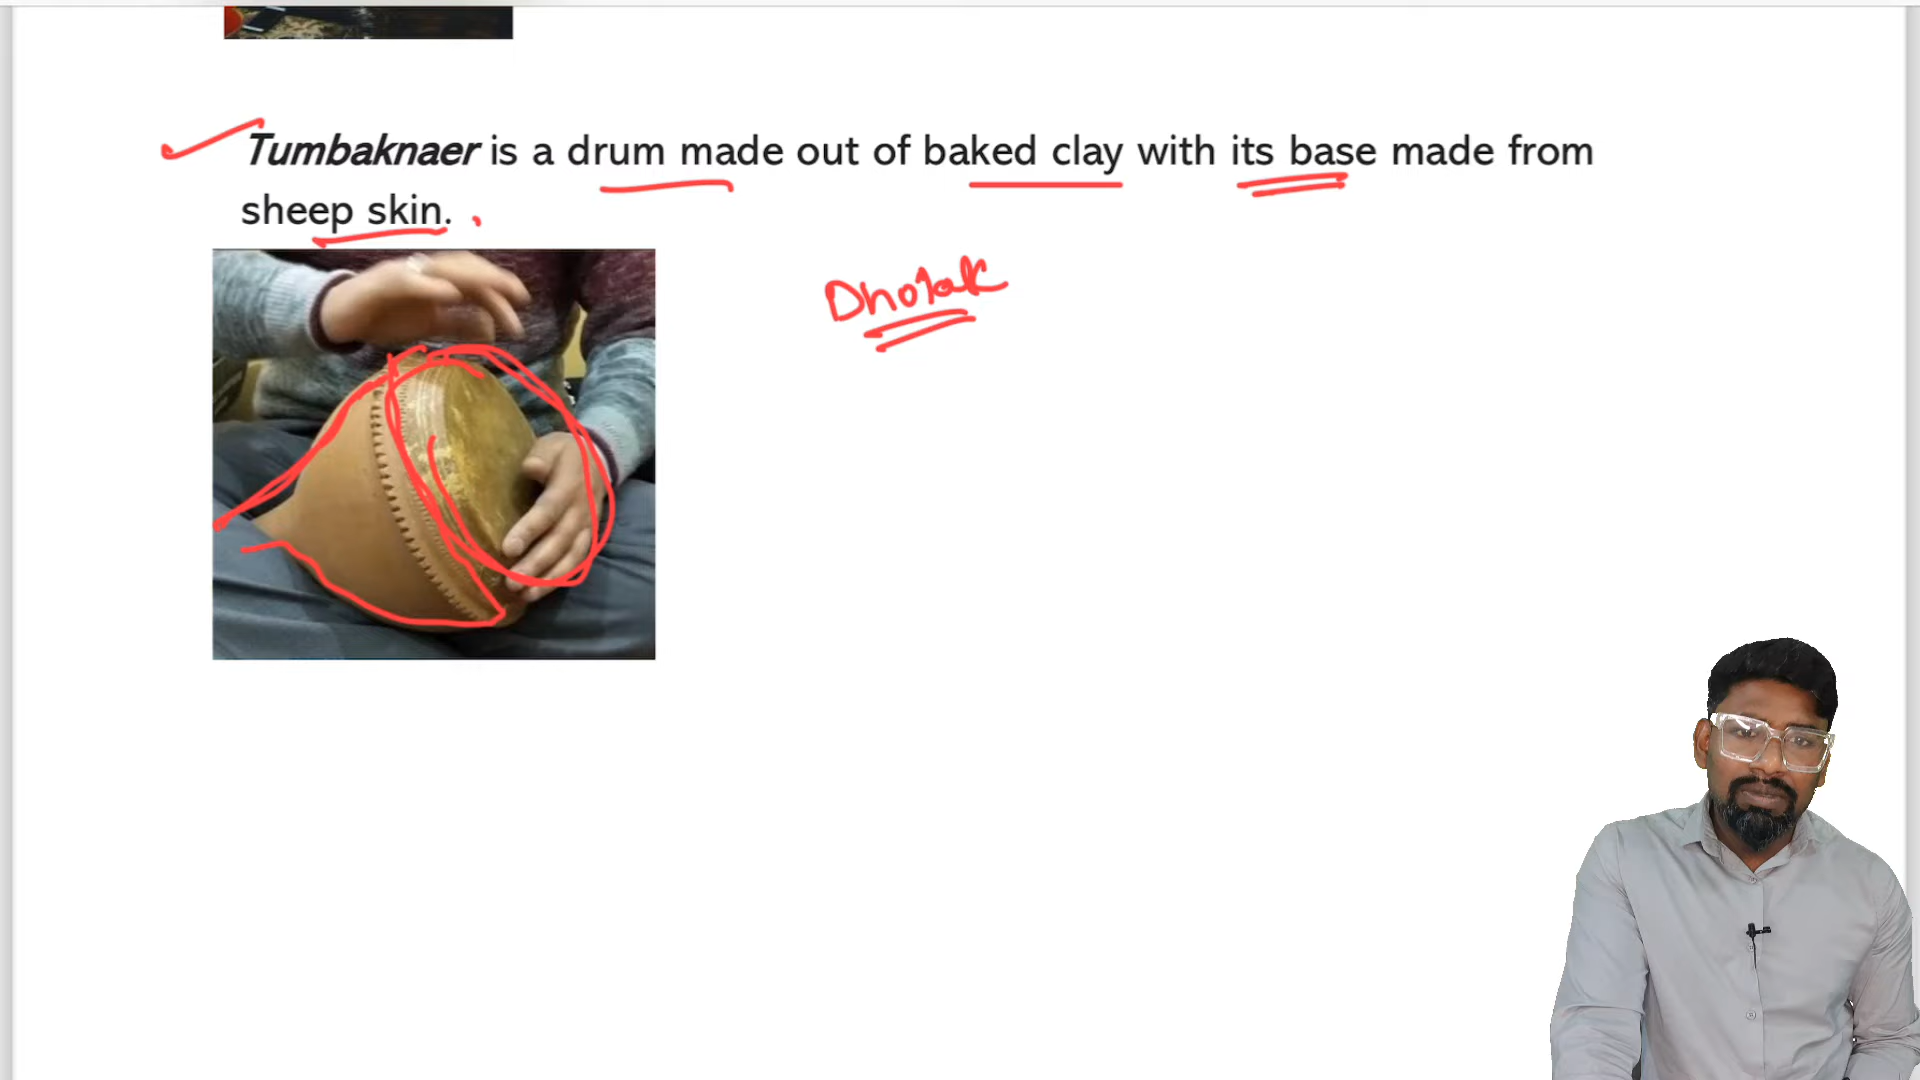 Tumbaknaer is a drum made out of baked clay with its base made from
sheep skin.
Dholak